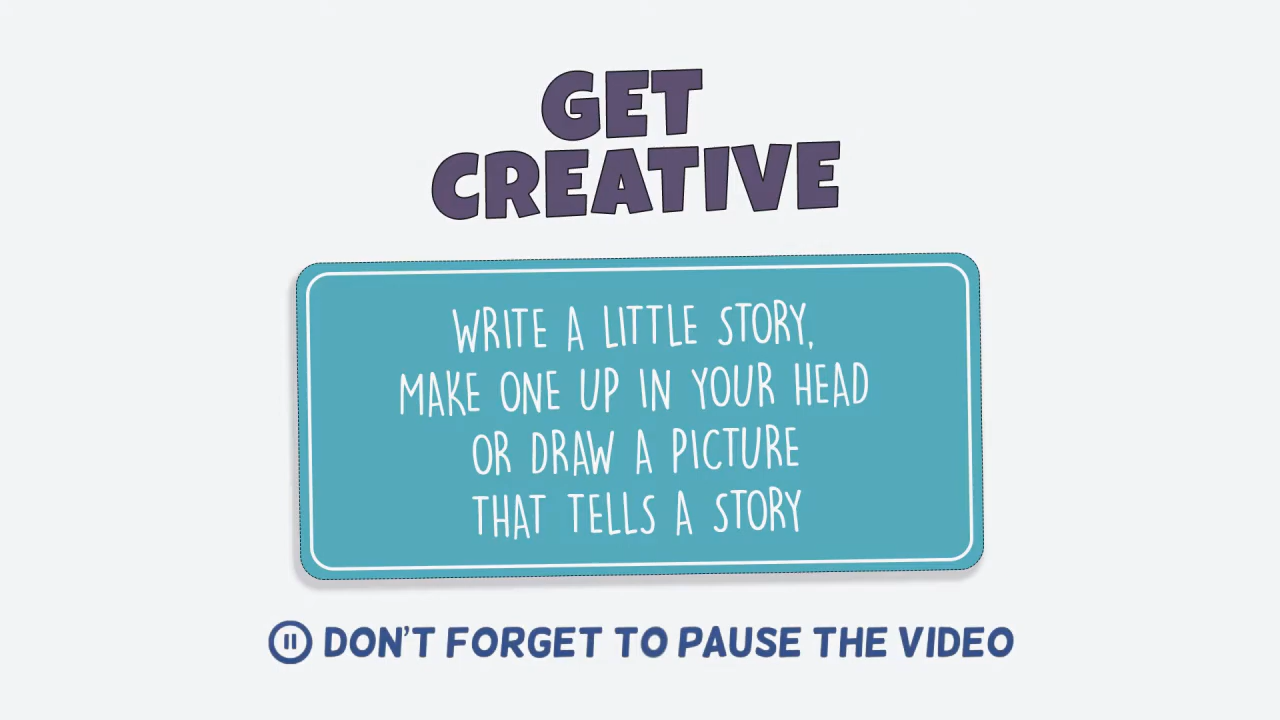 GET
CREATIVE
WRITE A LITTLE STORY,
MAKE ONE UP IN YOUR HEAD
OR DRAW A PICTURE
THAT TELLS A STORY
DON'T FORGET TO PAUSE THE VIDEO